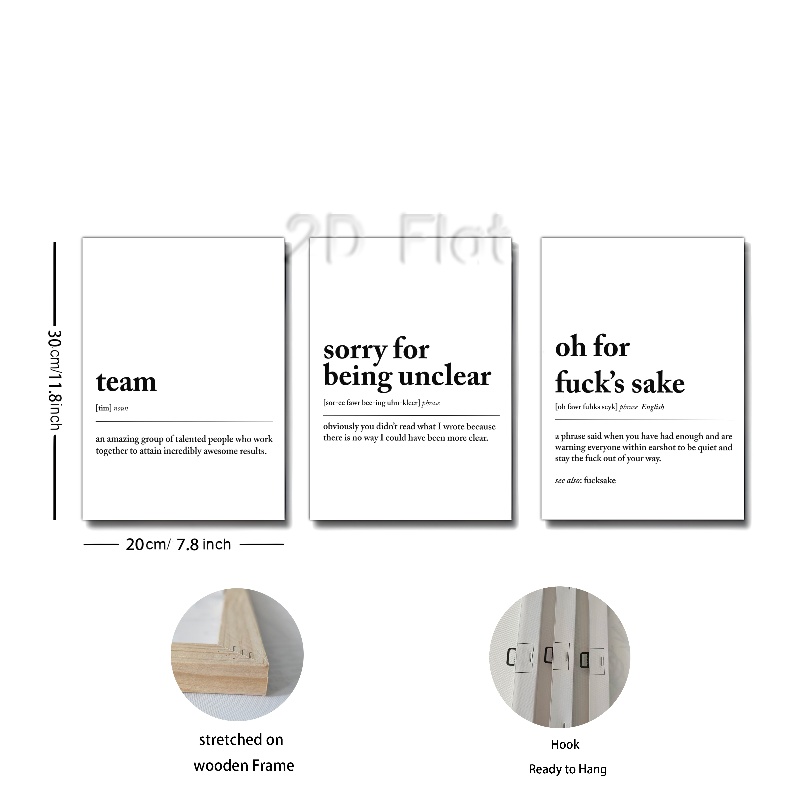 2D Flat
team
[tim] noun
an amazing group of talented people who work
together to attain incredibly awesome results.
sorry for
being unclear
[sor-ee fawr bee-ing uhn-kleer] phrase
obviously you didn't read what I wrote because
there is no way I could have been more clear.
oh for
fuck's sake
[oh fawr fuhks seyk] phrase English
a phrase said when you have had enough and are
warning everyone within earshot to be quiet and
stay the fuck out of your way.
see also: fucksake
30cm/11.8inch
20cm/ 7.8 inch
stretched on
wooden Frame
Hook
Ready to Hang